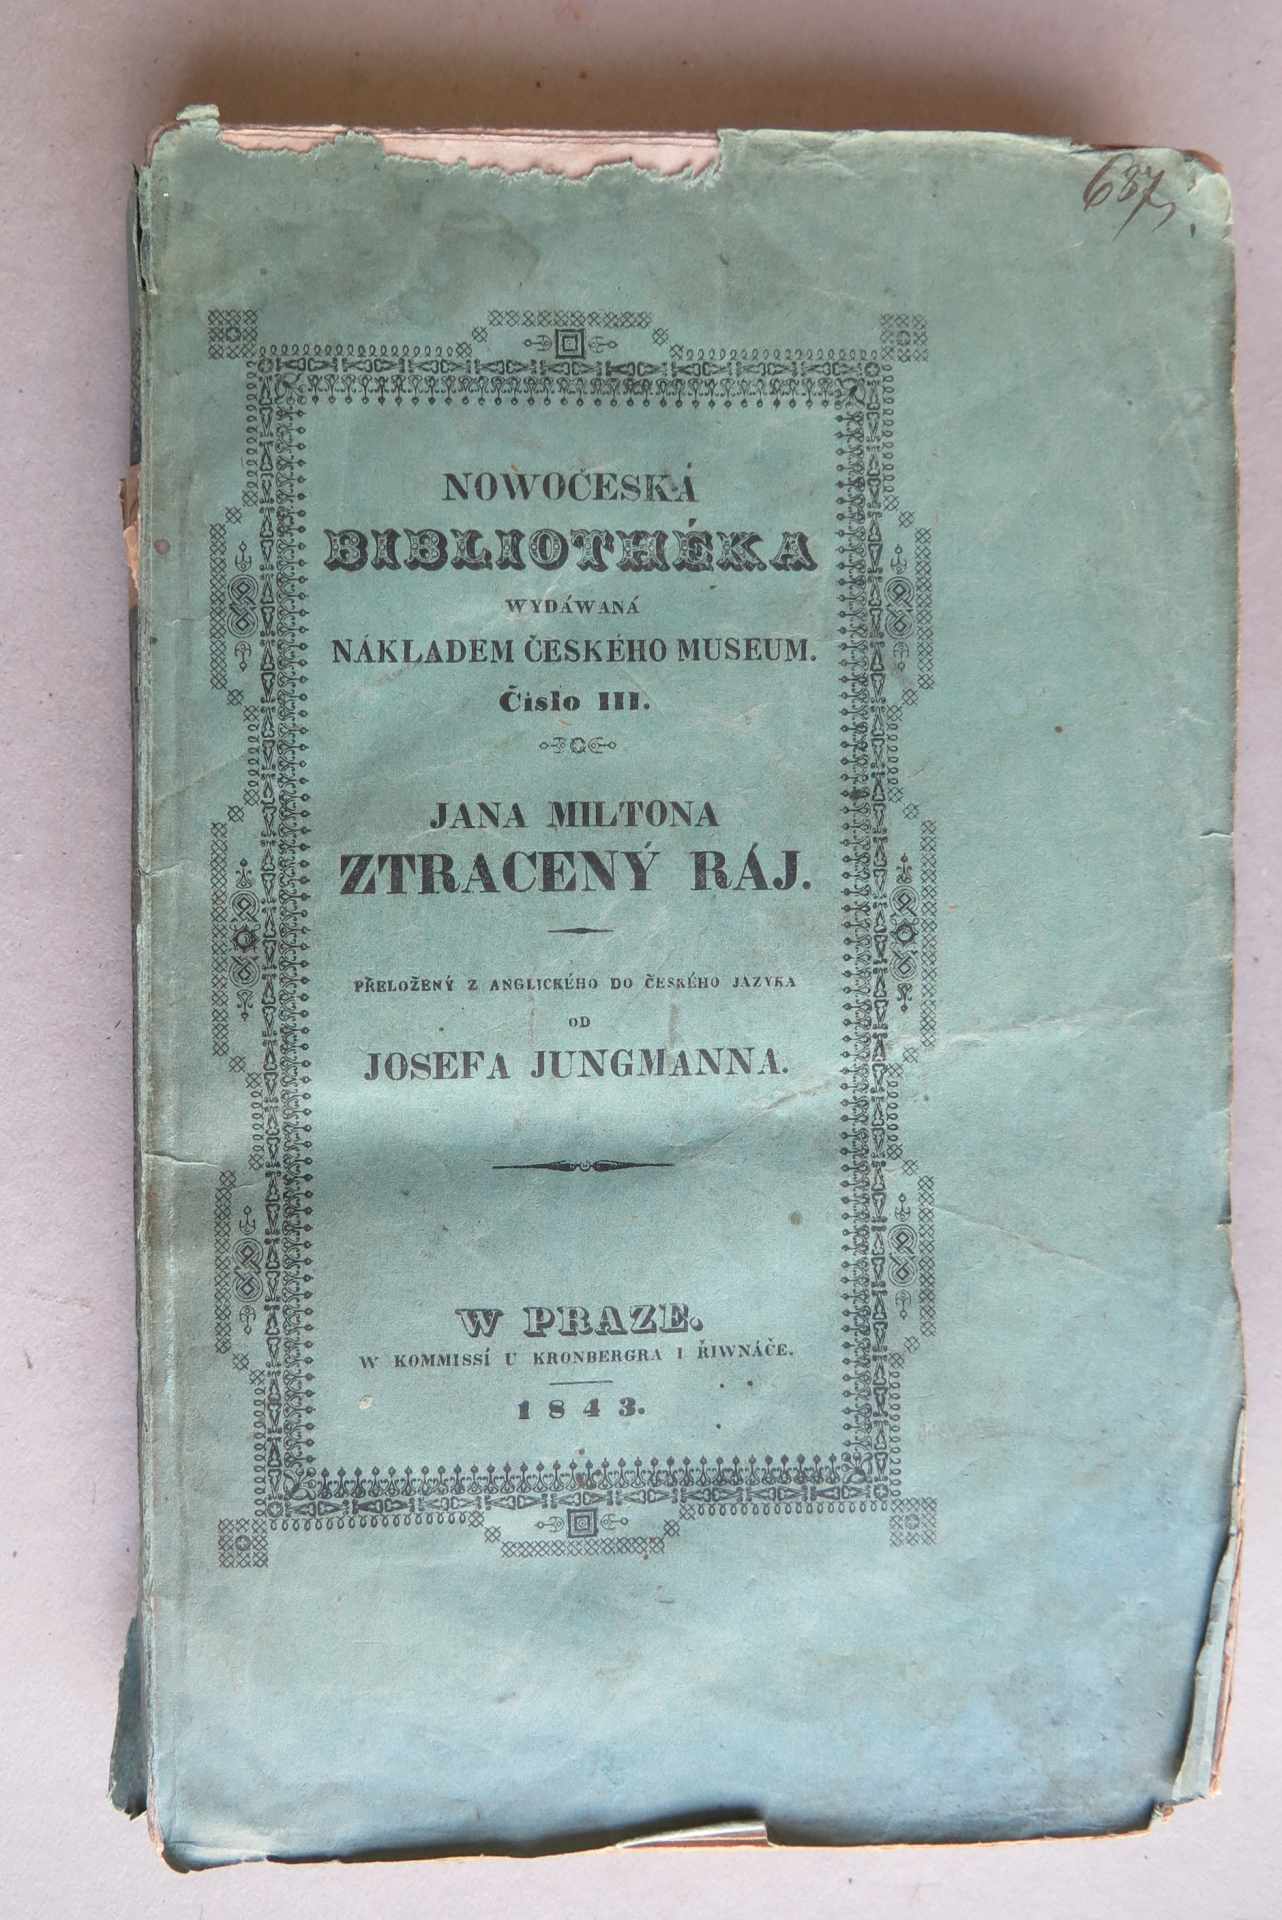 637,
NOWOČESKÁ
BIBLIOTHÉKA
WYDÁWANÁ
NÁKLADEM ČESKÉHO MUSEUM.
Číslo III.
JANA MILTONA
ZTRACENÝ RÁJ.
PŘELOŽENÝ Z ANGLICKÉHO DO ČESKÉHO JAZYKA
OD
JOSEFA JUNGMANNA.
W PRAZE.
W KOMMISSÍ U KRONBERGRA I ŘIWNÁČE.
1843.